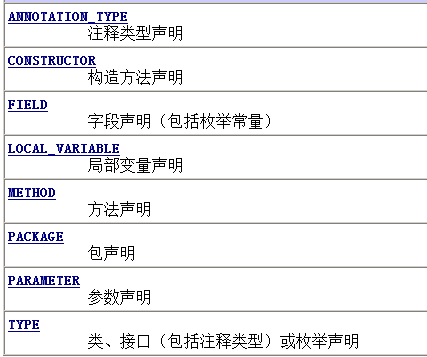 ANNOTATION_TYPE
注释类型声明
CONSTRUCTOR
构造方法声明
FIELD
字段声明（包括枚举常量）
LOCAL_VARIABLE
局部变量声明
METHOD
方法声明
PACKAGE
包声明
PARAMETER
参数声明
TYPE
类、接口（包括注释类型）或枚举声明